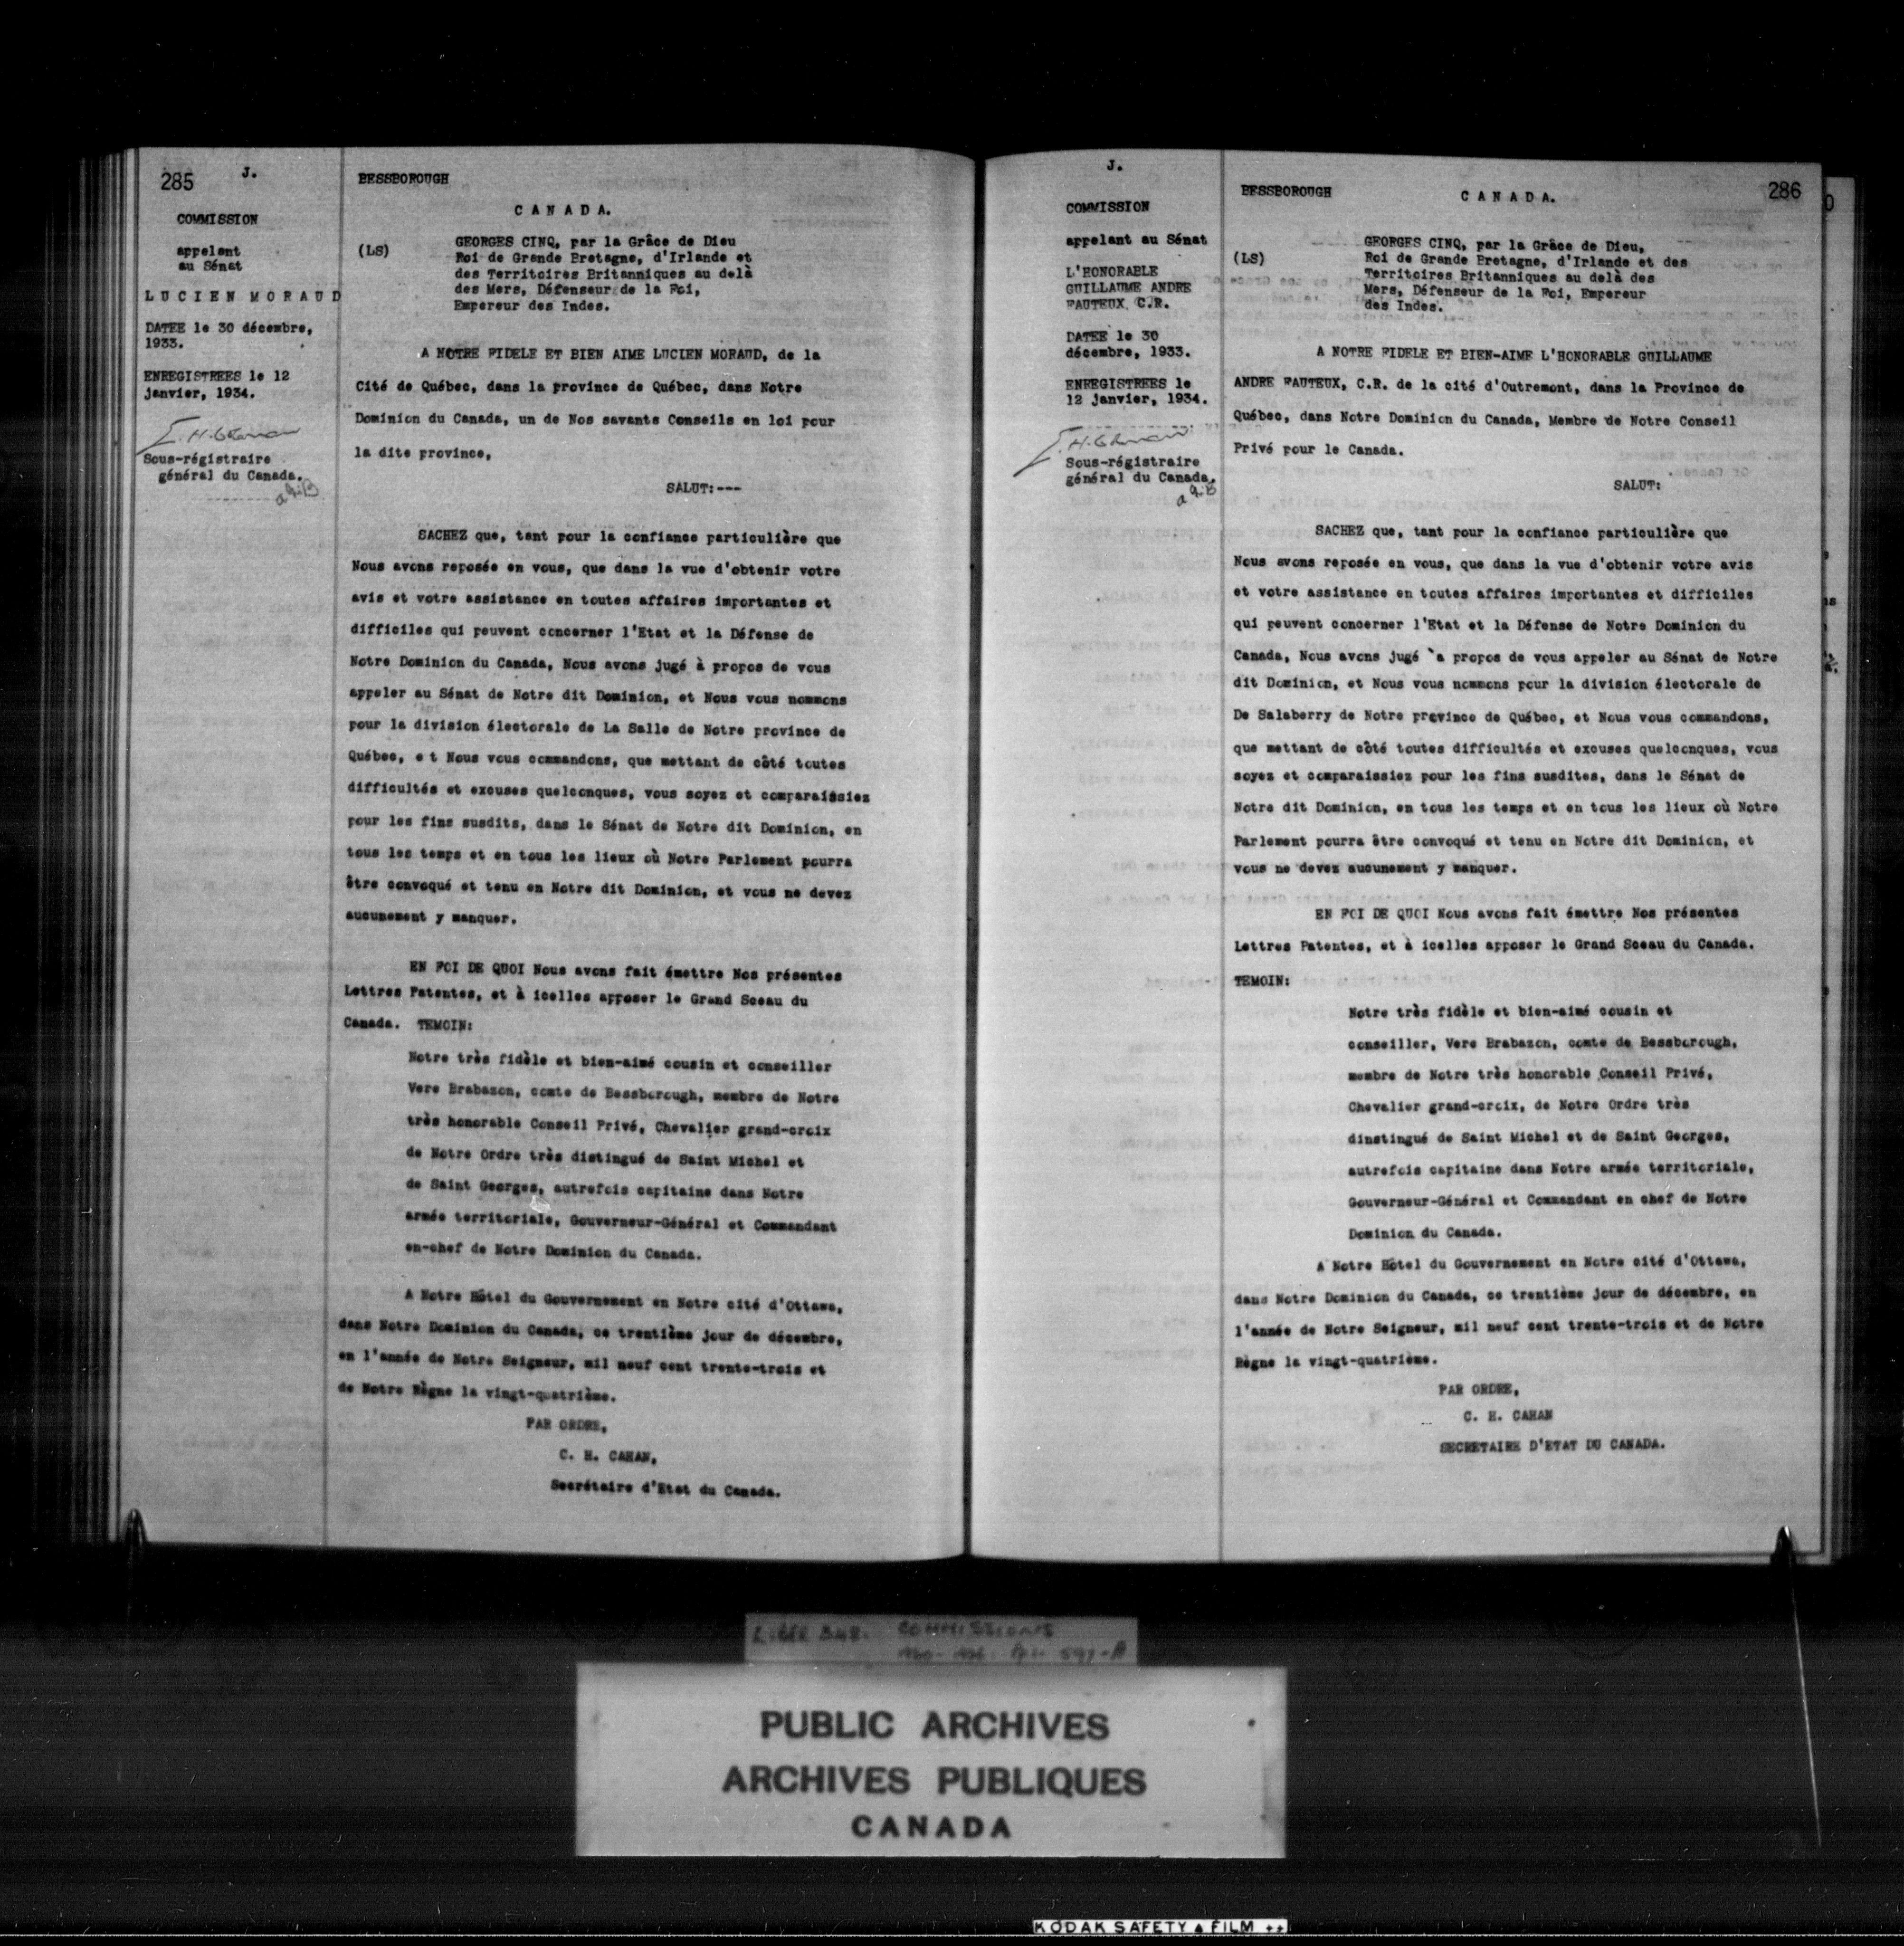 285
J.
COMMISSION
appelant
au Sénat
LUCIEN MORAUD
DATEE le 30 décembre,
1933.
ENREGISTREES le 12
janvier, 1934.
Sous-régistraire
général du Canada.
BESSBOROUGH
CANADA.
(LS)
GEORGES CINQ, par la Grâce de Dieu
Roi de Grande Bretagne, d'Irlande et
des Territoires Britanniques au delà
des Mers, Défenseur de la Foi,
Empereur des Indes.
A NOTRE FIDELE ET BIEN AIME LUCIEN MORAUD, de la
Cité de Québec, dans la province de Québec, dans Notre
Dominion du Canada, un de Nos savants Conseils en loi pour
la dite province,
SALUT:---
SACHEZ que, tant pour la confiance particulière que
Nous avons reposée en vous, que dans la vue d'obtenir votre
avis et votre assistance en toutes affaires importantes et
difficiles qui peuvent concerner l'Etat et la Défense de
Notre Dominion du Canada, Nous avons jugé à propos de vous
appeler au Sénat de Notre dit Dominion, et Nous vous nommons
pour la division électorale de La Salle de Notre province de
Québec, e t Nous vous commandons, que mettant de côté toutes
difficultés et excuses quelconques, vous soyez et comparaissiez
pour les fins susdits, dans le Sénat de Notre dit Dominion, en
tous les temps et en tous les lieux où Notre Parlement pourra
être convoqué et tenu en Notre dit Dominion, et vous ne devez
aucunement y manquer.
EN FOI DE QUOI Nous avons fait émettre Nos présentes
Lettres Patentes, et à icelles apposer le Grand Sceau du
Canada. TEMOIN:
Notre très fidèle et bien-aimé cousin et conseiller
Vere Brabazon, comte de Bessborough, membre de Notre
très honorable Conseil Privé, Chevalier grand-croix
de Notre Ordre très distingué de Saint Michel et
de Saint Georges, autrefois capitaine dans Notre
armée territoriale, Gouverneur-Général et Commandant
en-chef de Notre Dominion du Canada.
A Notre Hôtel du Gouvernement en Notre cité d'Ottawa,
dans Notre Dominion du Canada, ce trentième jour de décembre,
en l'année de Notre Seigneur, mil neuf cent trente-trois et
de Notre Règne la vingt-quatrième.
PAR ORDRE,
C. H. CAHAN,
Secrétaire d'Etat du Canada.
J.
COMMISSION
appelant au Sénat
L'HONORABLE
GUILLAUME ANDRE
FAUTEUX, C.R.
DATEE le 30
décembre, 1933.
ENREGISTREES le
12 janvier, 1934.
Sous-régistraire
général du Canada.
286
BESSBOROUGH
CANADA.
(LS)
GEORGES CINQ, par la Grâce de Dieu,
Roi de Grande Bretagne, d'Irlande et des
Territoires Britanniques au delà des
Mers, Défenseur de la Foi, Empereur
des Indes.
A NOTRE FIDELE ET BIEN-AIME L'HONORABLE GUILLAUME
ANDRE FAUTEUX, C.R. de la cité d'Outremont, dans la Province de
Québec, dans Notre Dominion du Canada, Membre de Notre Conseil
Privé pour le Canada.
SALUT:
SACHEZ que, tant pour la confiance particulière que
Nous avons reposée en vous, que dans la vue d'obtenir votre avis
et votre assistance en toutes affaires importantes et difficiles
qui peuvent concerner l'Etat et la Défense de Notre Dominion du
Canada, Nous avons jugé `a propos de vous appeler au Sénat de Notre
dit Dominion, et Nous vous nommons pour la division électorale de
De Salaberry de Notre province de Québec, et Nous vous commandons,
que mettant de côté toutes difficultés et excuses quelconques, vous
soyez et comparaissiez pour les fins susdites, dans le Sénat de
Notre dit Dominion, en tous les temps et en tous les lieux où Notre
Parlement pourra être convoqué et tenu en Notre dit Dominion, et
vous ne devez aucunement y manquer.
EN FOI DE QUOI Nous avons fait émettre Nos présentes
Lettres Patentes, et à icelles apposer le Grand Sceau du Canada.
TEMOIN:
Notre très fidèle et bien-aimé cousin et
conseiller, Vere Brabazon, comte de Bessborough,
membre de Notre très honorable Conseil Privé,
Chevalier grand-croix, de Notre Ordre très
dinstingué de Saint Michel et de Saint Georges,
autrefois capitaine dans Notre armée territoriale,
Gouverneur-Général et Commandant en chef de Notre
Dominion du Canada.
A Notre Hôtel du Gouvernement en Notre cité d'Ottawa,
dans Notre Dominion du Canada, ce trentième jour de décembre, en
l'année de Notre Seigneur, mil neuf cent trente-trois et de Notre
Règne la vingt-quatrième.
PAR ORDRE,
C. H. CAHAN
SECRETAIRE D'ETAT DU CANADA.
LIBER 348. COMMISSIONS
PUBLIC ARCHIVES
ARCHIVES PUBLIQUES
CANADA
KODAK SAFETY FILM